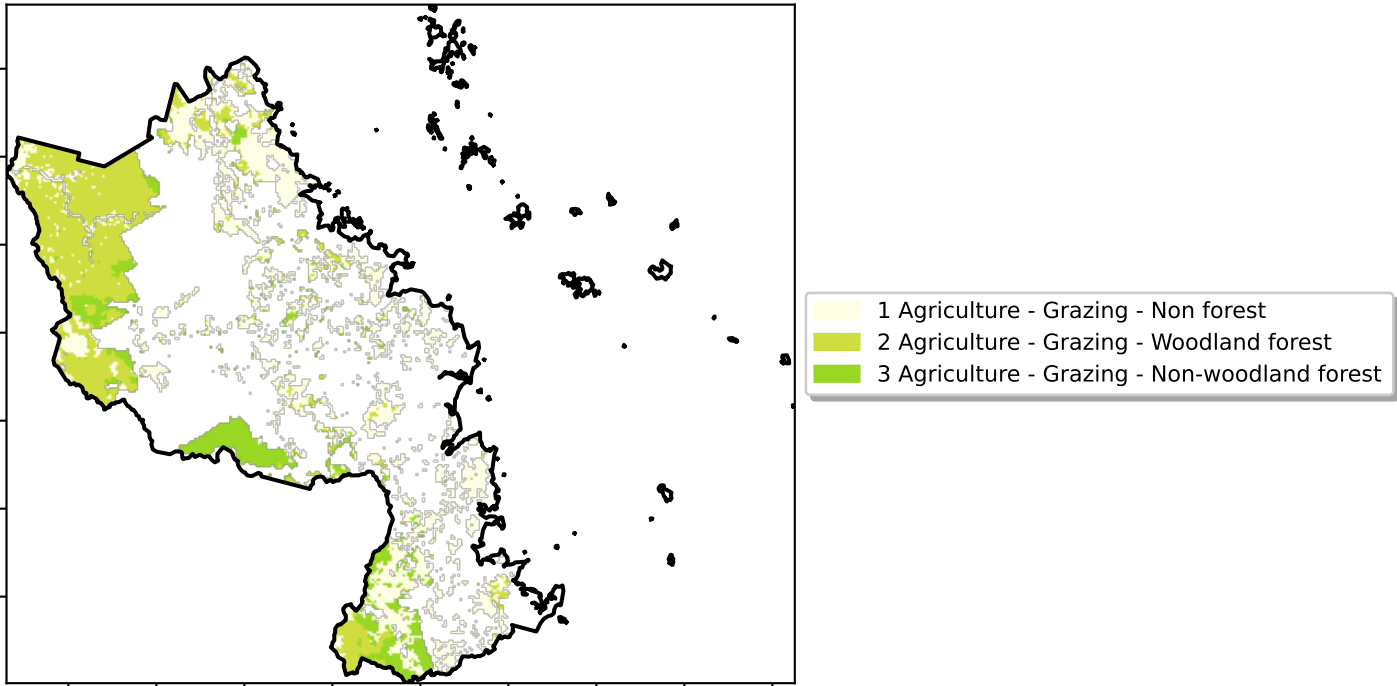 1 Agriculture - Grazing - Non forest
2 Agriculture - Grazing - Woodland forest
3 Agriculture - Grazing - Non-woodland forest